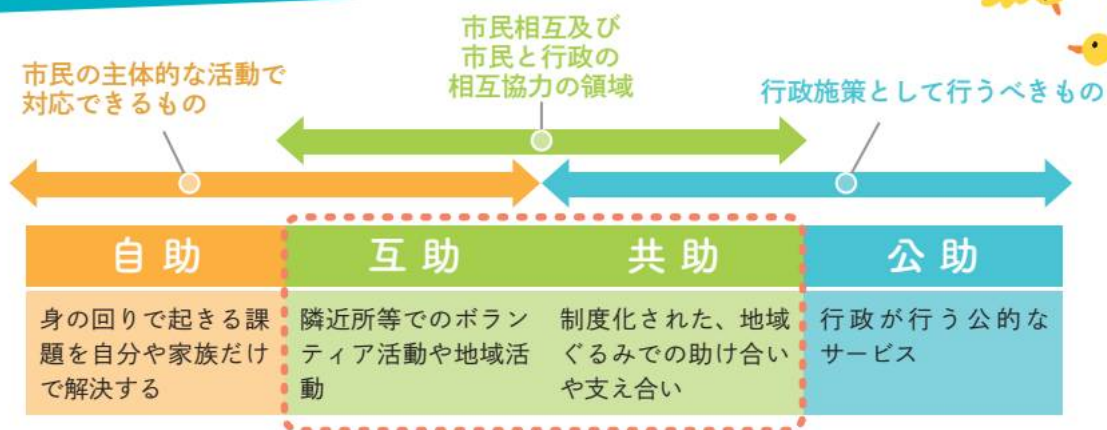 市民相互及び
市民と行政の
相互協力の領域
市民の主体的な活動で
対応できるもの
行政施策として行うべきもの
自助
互助
共助
公助
身の回りで起きる課
題を自分や家族だけ
で解決する
隣近所等でのボラン
ティア活動や地域活
動
制度化された、地域
ぐるみでの助け合い
や支え合い
行政が行う公的な
サービス